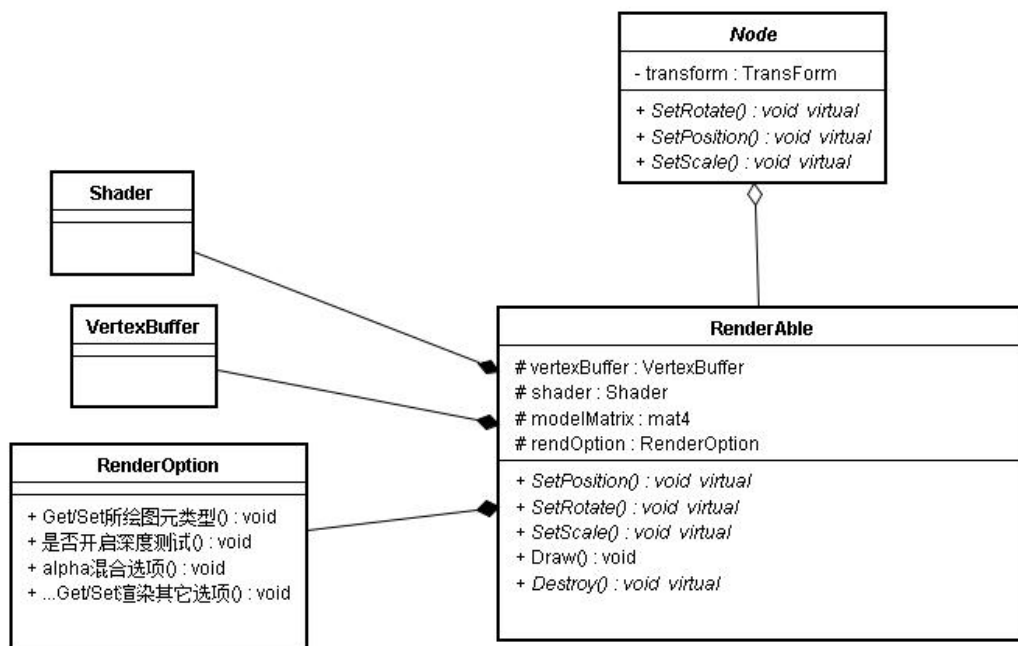 Node
- transform : TransForm
+ SetRotate() : void virtual
+ SetPosition() : void virtual
+ SetScale() : void virtual
Shader
VertexBuffer
RenderOption
+ Get/Set所绘图元类型() : void
+ 是否开启深度测试() : void
+ alpha混合选项() : void
+ ...Get/Set渲染其它选项() : void
RenderAble
# vertexBuffer : VertexBuffer
# shader : Shader
# modelMatrix : mat4
# rendOption : RenderOption
+ SetPosition() : void virtual
+ SetRotate() : void virtual
+ SetScale() : void virtual
+ Draw() : void
+ Destroy() : void virtual